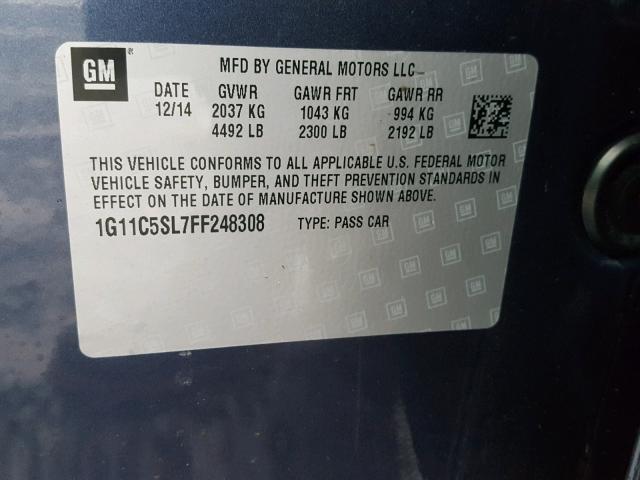 GM
MFD BY GENERAL MOTORS LLC
DATE GVWR GAWR FRT GAWR RR
12/14 2037 KG 1043 KG 994 KG
4492 LB 2300 LB 2192 LB
THIS VEHICLE CONFORMS TO ALL APPLICABLE U.S. FEDERAL MOTOR
VEHICLE SAFETY, BUMPER, AND THEFT PREVENTION STANDARDS IN
EFFECT ON THE DATE OF MANUFACTURE SHOWN ABOVE.
1G11C5SL7FF248308 TYPE: PASS CAR